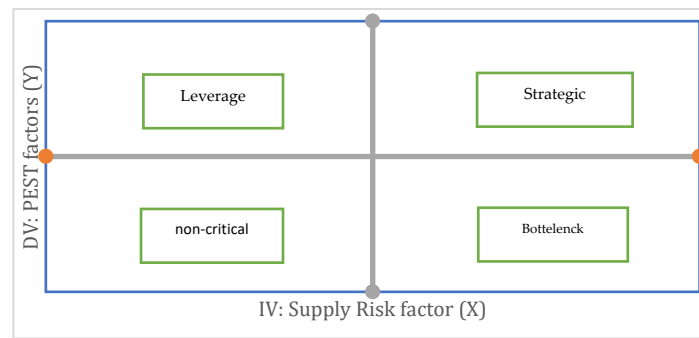 Leverage
Strategic
DV: PEST factors (Y)
non-critical
Bottelenck
IV: Supply Risk factor (X)